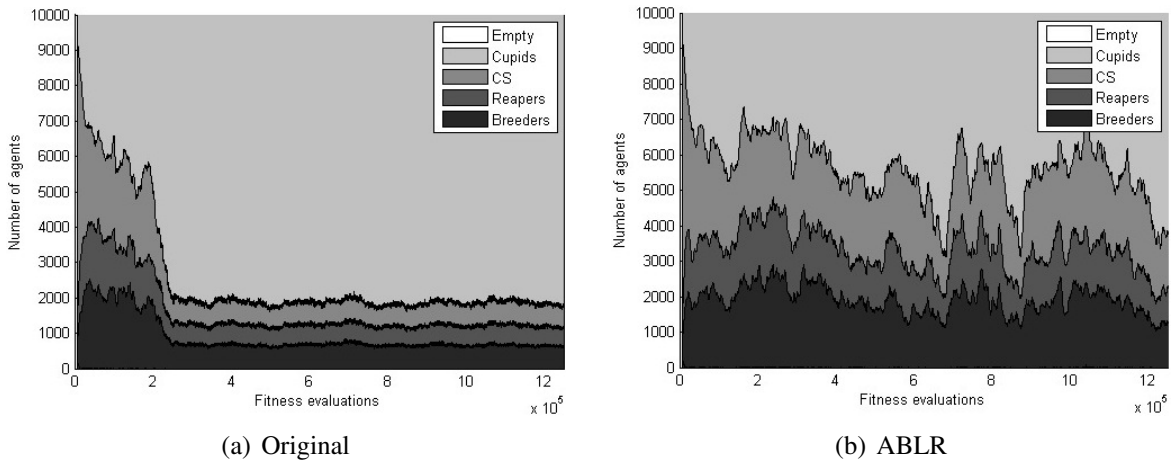 10000
9000
8000
7000
6000
5000
4000
3000
2000
1000
0
Number of agents
Empty
Cupids
CS
Reapers
Breeders
0 2 4 6 8 10 12
Fitness evaluations
x 10^5
(a) Original
10000
9000
8000
7000
6000
5000
4000
3000
2000
1000
0
Number of agents
Empty
Cupids
CS
Reapers
Breeders
0 2 4 6 8 10 12
Fitness evaluations
x 10^5
(b) ABLR